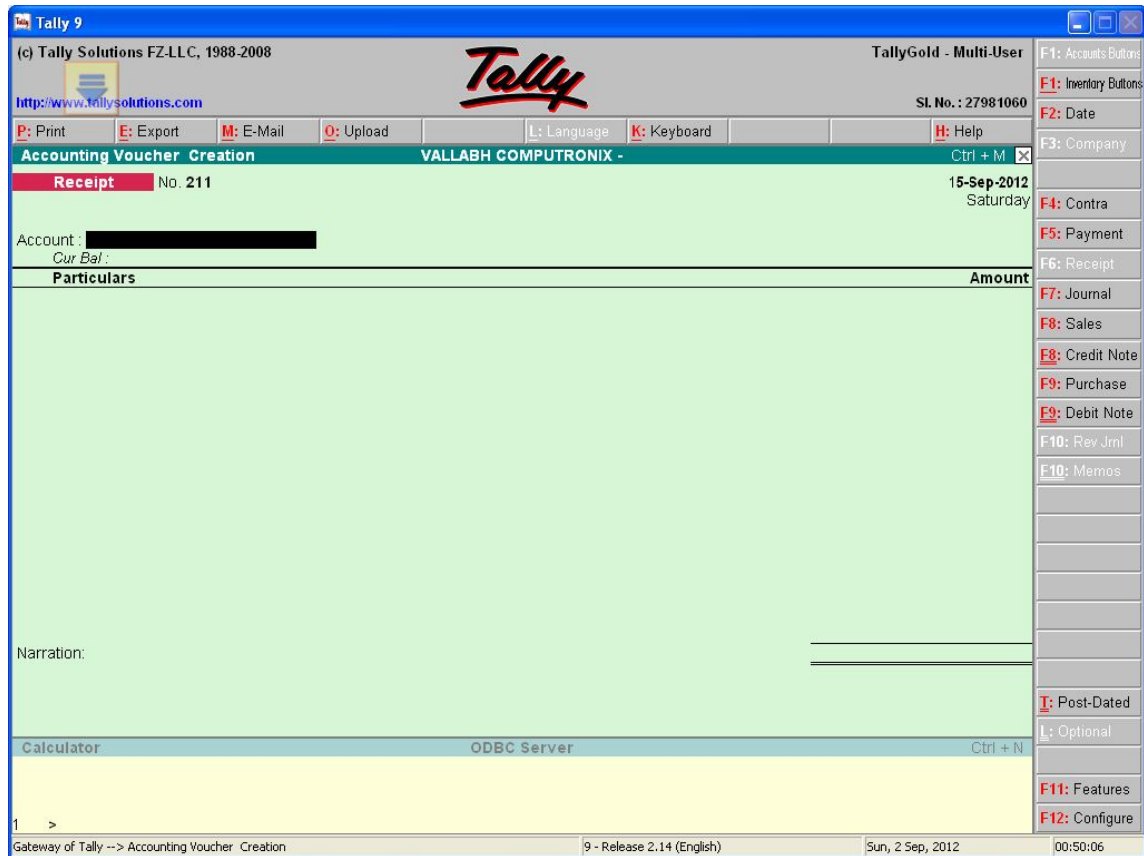 Tally 9
(c) Tally Solutions FZ-LLC, 1988-2008
Tally
TallyGold - Multi-User
http://www.tallysolutions.com
Sl. No. : 27981060
P: Print E: Export M: E-Mail O: Upload L: Language K: Keyboard H: Help
Accounting Voucher Creation VALLABH COMPUTRONIX - Ctrl + M
Receipt No. 211 15-Sep-2012
Saturday
Account :
Cur Bal :
Particulars Amount
Narration:
Calculator ODBC Server Ctrl + N
1 >
Gateway of Tally --> Accounting Voucher Creation 9 - Release 2.14 (English) Sun, 2 Sep, 2012 00:50:06
F1: Accounts Buttons
F1: Inventory Buttons
F2: Date
F3: Company
F4: Contra
F5: Payment
F6: Receipt
F7: Journal
F8: Sales
F8: Credit Note
F9: Purchase
F9: Debit Note
F10: Rev Jrnl
F10: Memos
T: Post-Dated
L: Optional
F11: Features
F12: Configure